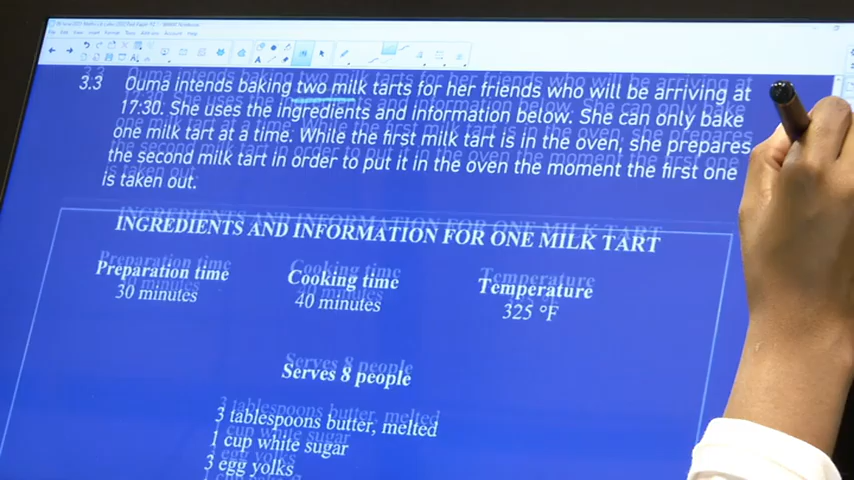 3.3 Ouma intends baking two milk tarts for her friends who will be arriving at
17:30. She uses the ingredients and information below. She can only bake
one milk tart at a time. While the first milk tart is in the oven, she prepares
the second milk tart in order to put it in the oven the moment the first one
is taken out.
INGREDIENTS AND INFORMATION FOR ONE MILK TART
Preparation time Cooking time Temperature
30 minutes 40 minutes 325 °F
Serves 8 people
3 tablespoons butter, melted
1 cup white sugar
3 egg yolks